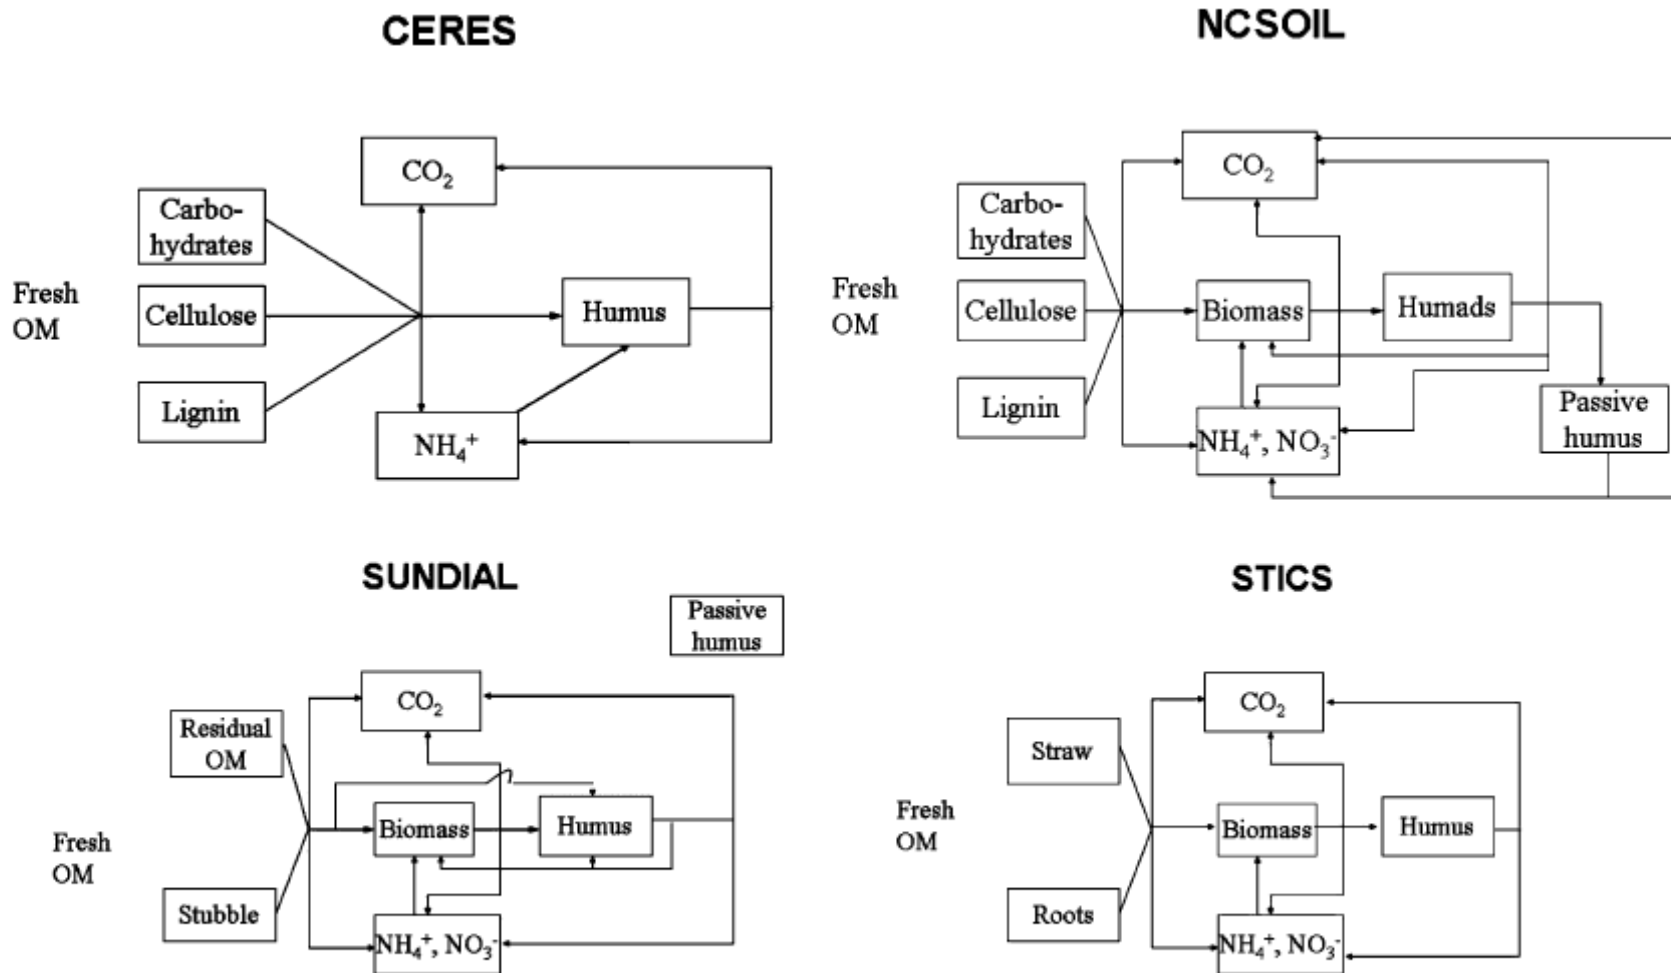 CERES
CO₂
Carbo-
hydrates
Fresh
OM
Cellulose
Humus
Lignin
NH₄⁺
NCSOIL
CO₂
Carbo-
hydrates
Fresh
OM
Cellulose
Biomass
Humads
Lignin
NH₄⁺, NO₃⁻
Passive
humus
SUNDIAL
Passive
humus
CO₂
Residual
OM
Biomass
Humus
Fresh
OM
Stubble
NH₄⁺, NO₃⁻
STICS
CO₂
Straw
Fresh
OM
Biomass
Humus
Roots
NH₄⁺, NO₃⁻